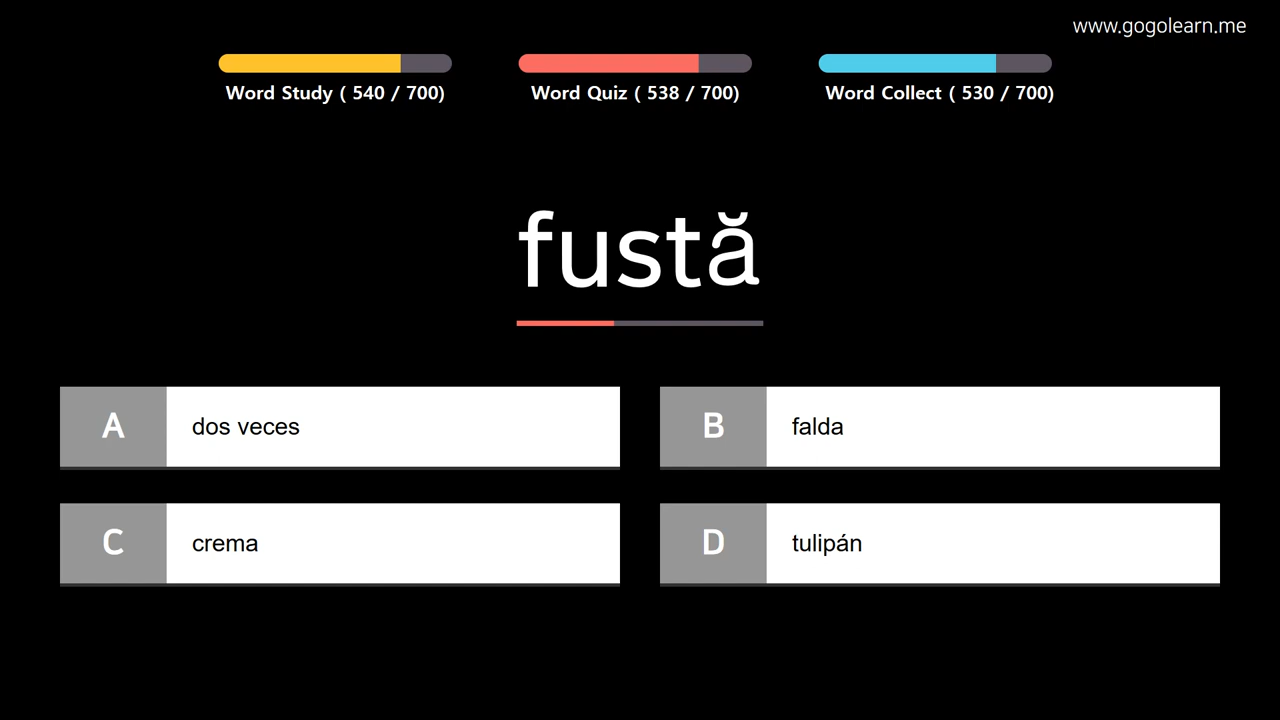 www.gogolearn.me
Word Study ( 540 / 700)
Word Quiz ( 538 / 700)
Word Collect ( 530 / 700)
fustă
A dos veces
B falda
C crema
D tulipán